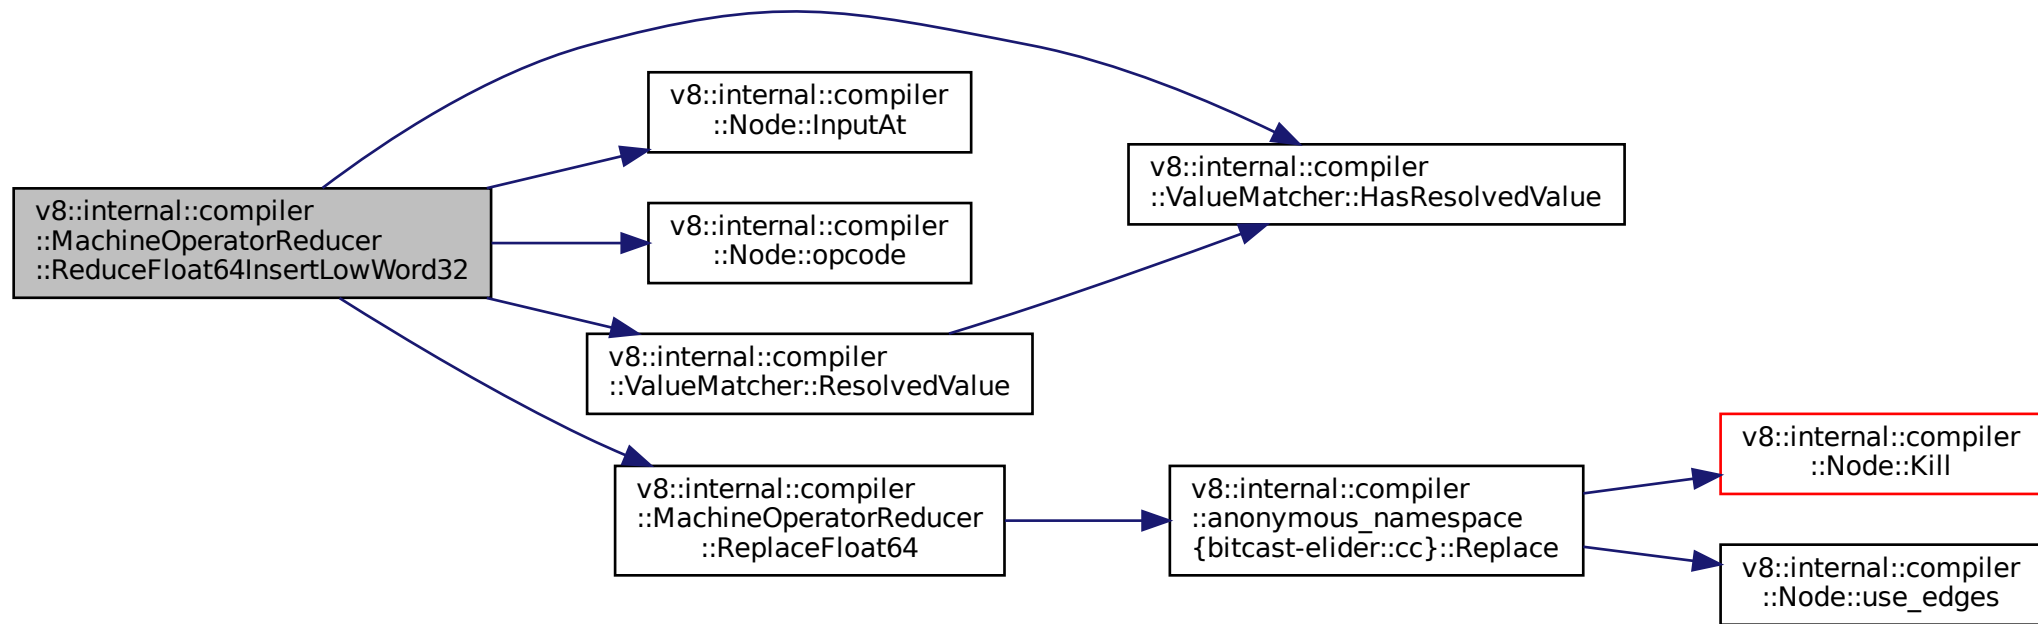 v8::internal::compiler
::MachineOperatorReducer
::ReduceFloat64InsertLowWord32
v8::internal::compiler
::Node::InputAt
v8::internal::compiler
::Node::opcode
v8::internal::compiler
::ValueMatcher::ResolvedValue
v8::internal::compiler
::MachineOperatorReducer
::ReplaceFloat64
v8::internal::compiler
::ValueMatcher::HasResolvedValue
v8::internal::compiler
::anonymous_namespace
{bitcast-elider::cc}::Replace
v8::internal::compiler
::Node::Kill
v8::internal::compiler
::Node::use_edges